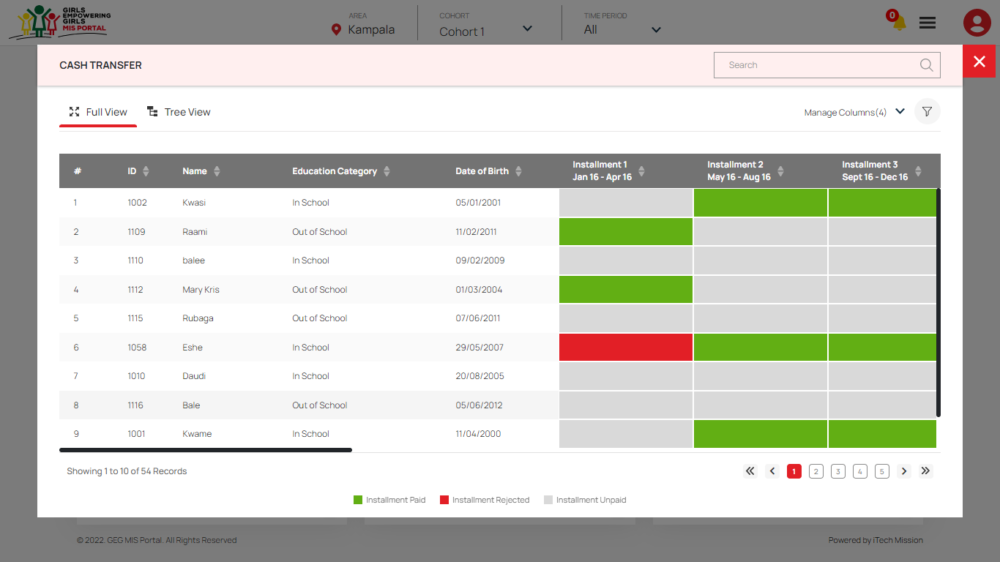 GIRLS
EMPOWERING
GIRLS
MIS PORTAL
AREA
Kampala
COHORT
Cohort 1
TIME PERIOD
All
0
CASH TRANSFER
Search
Full View
Tree View
Manage Columns(4)
# ID Name Education Category Date of Birth Installment 1 Installment 2 Installment 3
Jan 16 - Apr 16 May 16 - Aug 16 Sept 16 - Dec 16
1 1002 Kwasi In School 05/01/2001
2 1109 Raami Out of School 11/02/2011
3 1110 balee In School 09/02/2009
4 1112 Mary Kris Out of School 01/03/2004
5 1115 Rubaga Out of School 07/06/2011
6 1058 Eshe In School 29/05/2007
7 1010 Daudi In School 20/08/2005
8 1116 Bale Out of School 05/06/2012
9 1001 Kwame In School 11/04/2000
Showing 1 to 10 of 54 Records
1 2 3 4 5
Installment Paid Installment Rejected Installment Unpaid
© 2022. GEG MIS Portal. All Rights Reserved
Powered by iTech Mission